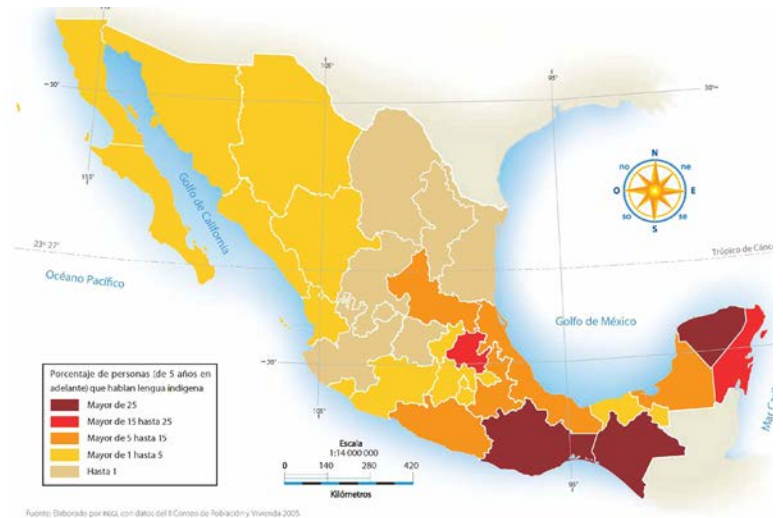 110°
105°
95°
30°
30°
115°
Golfo de California
N
no
ne
O
E
so
se
S
23° 27'
Trópico de Cánc
Océano Pacífico
Golfo de México
20°
Porcentaje de personas (de 5 años en
adelante) que hablan lengua indígena
Mayor de 25
Mayor de 15 hasta 25
Mayor de 5 hasta 15
Mayor de 1 hasta 5
Hasta 1
105°
Escala
1:14 000 000
0 140 280 420
Kilómetros
95°
Mar Ca
Fuente: Elaborado por INEGI, con datos del II Conteo de Población y Vivienda 2005.